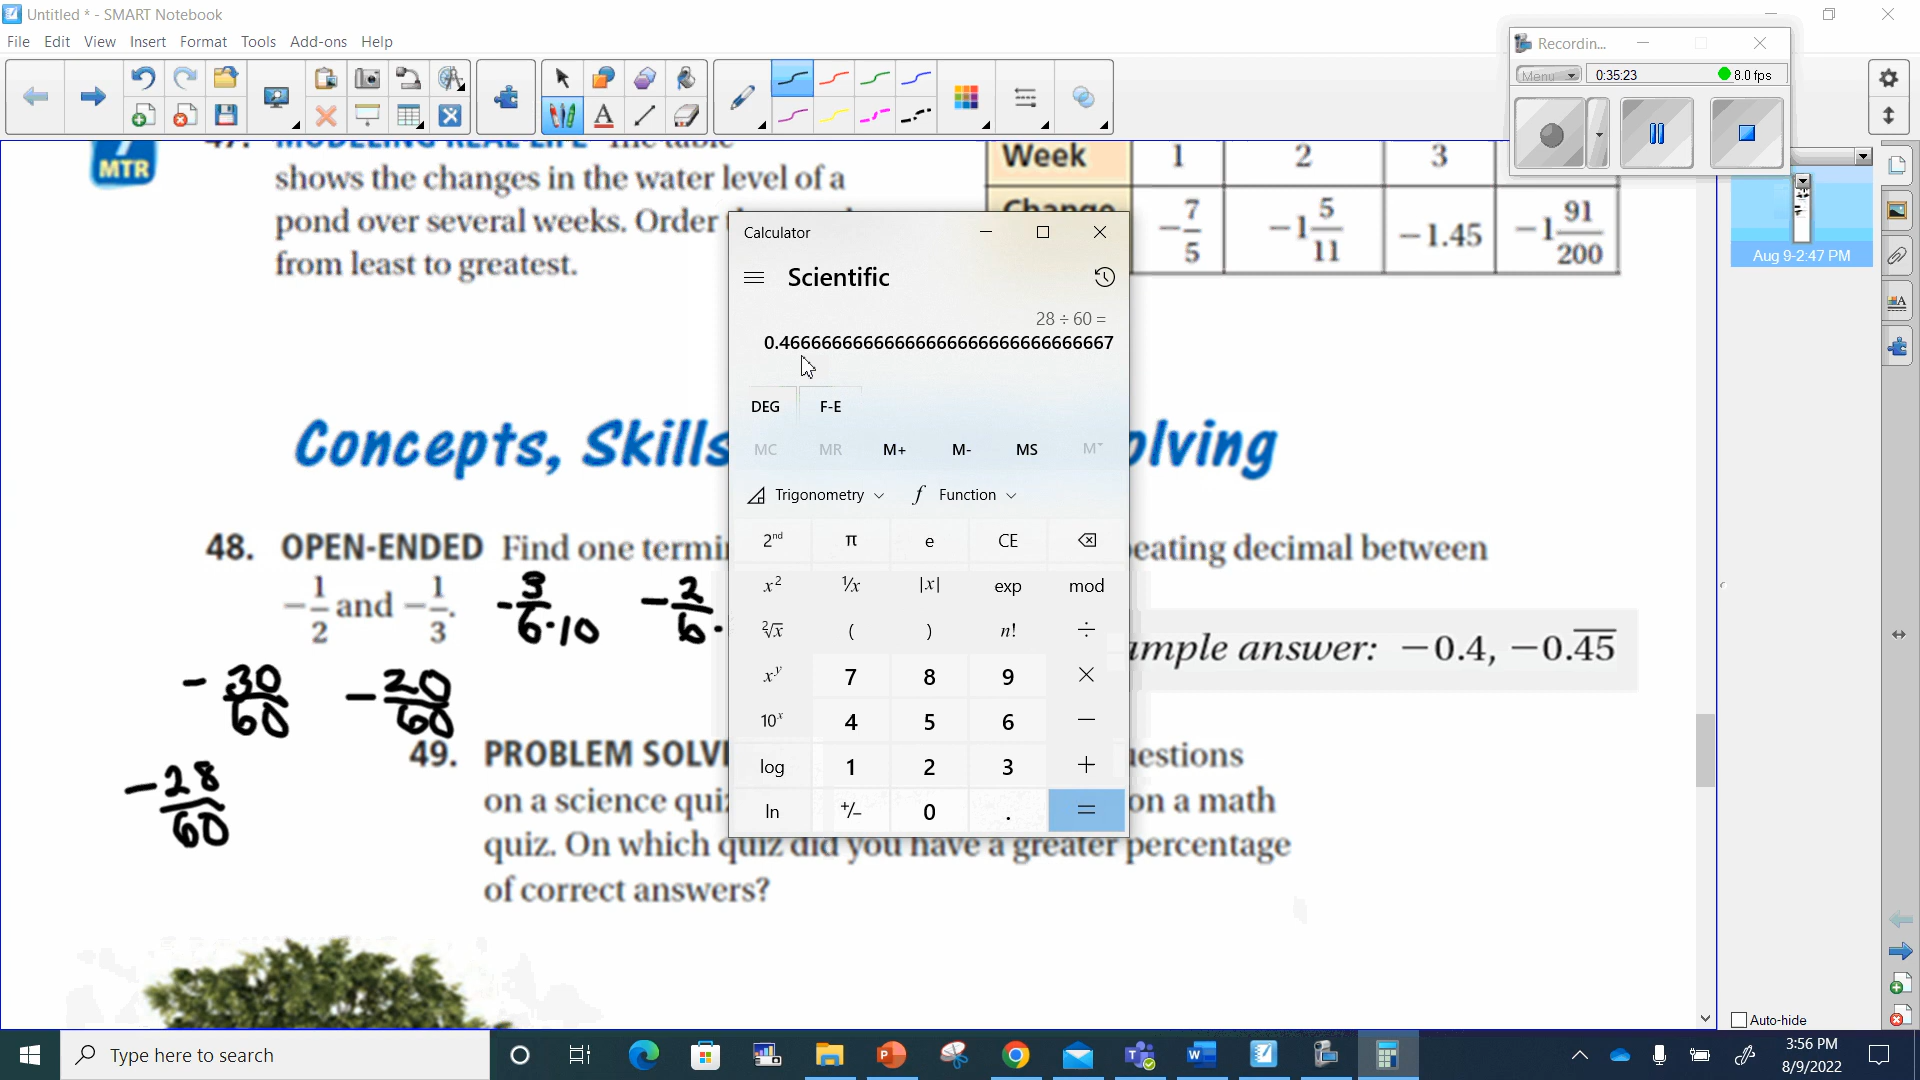 Untitled * - SMART Notebook
File Edit View Insert Format Tools Add-ons Help
Recordin...
Menu 0:35:23 8.0 fps
MTR
shows the changes in the water level of a
pond over several weeks. Order
from least to greatest.
Week 1 2 3
Change -7/5 -1 5/11 -1.45 -1 91/200
Aug 9-2:47 PM
Calculator
Scientific
28 ÷ 60 =
0.46666666666666666666666666666667
DEG F-E
MC MR M+ M- MS M˅
Trigonometry Function
2nd π e CE
x² ⅟x |x| exp mod
²√x ( ) n! ÷
xʸ 7 8 9 ×
10ˣ 4 5 6 −
log 1 2 3 +
ln +/− 0 . =
Concepts, Skills olving
48. OPEN-ENDED Find one termi eating decimal between
-1/2 and -1/3. -3/6·10 -2/6·
ample answer: −0.4, −0.4̅5̅
-30/60 -20/60
-28/60
49. PROBLEM SOLVI estions
on a science qui on a math
quiz. On which quiz did you have a greater percentage
of correct answers?
Auto-hide
Type here to search
3:56 PM
8/9/2022